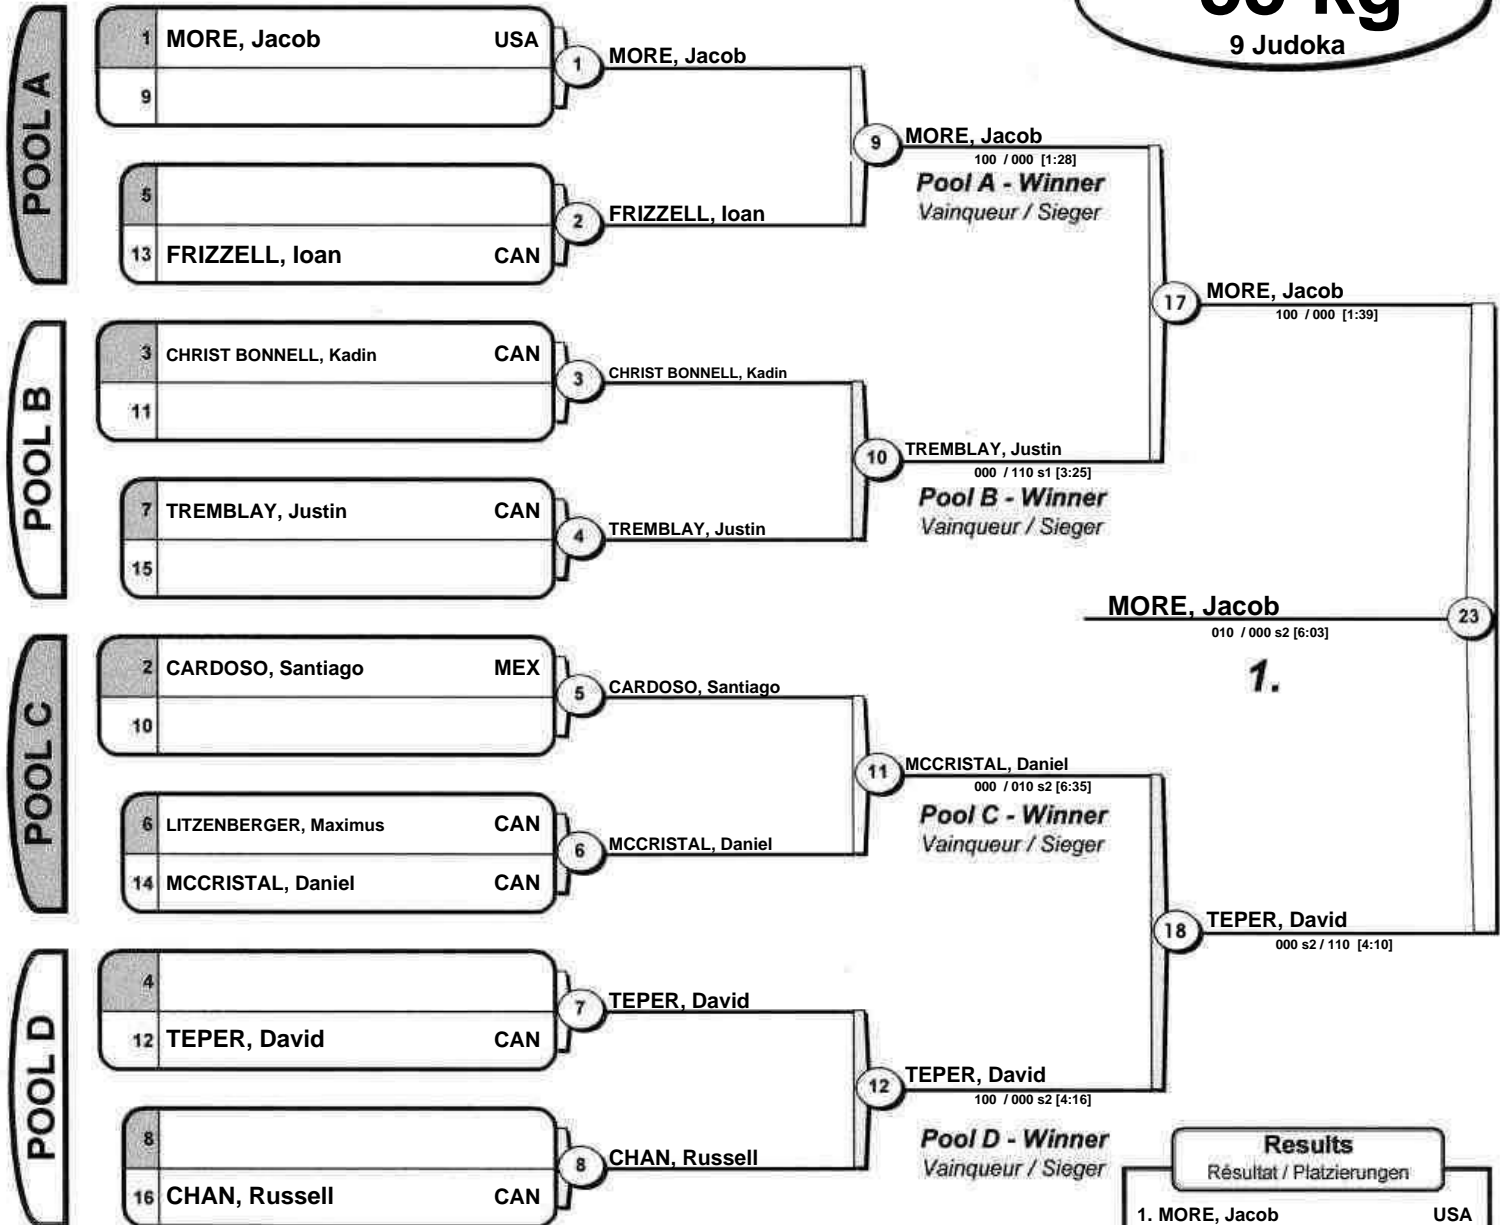 9 Judoka
POOL A
1 MORE, Jacob USA
9
1 MORE, Jacob
5
13 FRIZZELL, Ioan CAN
2 FRIZZELL, Ioan
9 MORE, Jacob
100 / 000 [1:28]
Pool A - Winner
Vainqueur / Sieger
POOL B
3 CHRIST BONNELL, Kadin CAN
11
3 CHRIST BONNELL, Kadin
7 TREMBLAY, Justin CAN
15
4 TREMBLAY, Justin
10 TREMBLAY, Justin
000 / 110 s1 [3:25]
Pool B - Winner
Vainqueur / Sieger
17 MORE, Jacob
100 / 000 [1:39]
MORE, Jacob 23
010 / 000 s2 [6:03]
1.
POOL C
2 CARDOSO, Santiago MEX
10
5 CARDOSO, Santiago
6 LITZENBERGER, Maximus CAN
14 MCCRISTAL, Daniel CAN
6 MCCRISTAL, Daniel
11 MCCRISTAL, Daniel
000 / 010 s2 [6:35]
Pool C - Winner
Vainqueur / Sieger
POOL D
4
12 TEPER, David CAN
7 TEPER, David
8
16 CHAN, Russell CAN
8 CHAN, Russell
12 TEPER, David
100 / 000 s2 [4:16]
Pool D - Winner
Vainqueur / Sieger
18 TEPER, David
000 s2 / 110 [4:10]
Results
Résultat / Platzierungen
1. MORE, Jacob USA